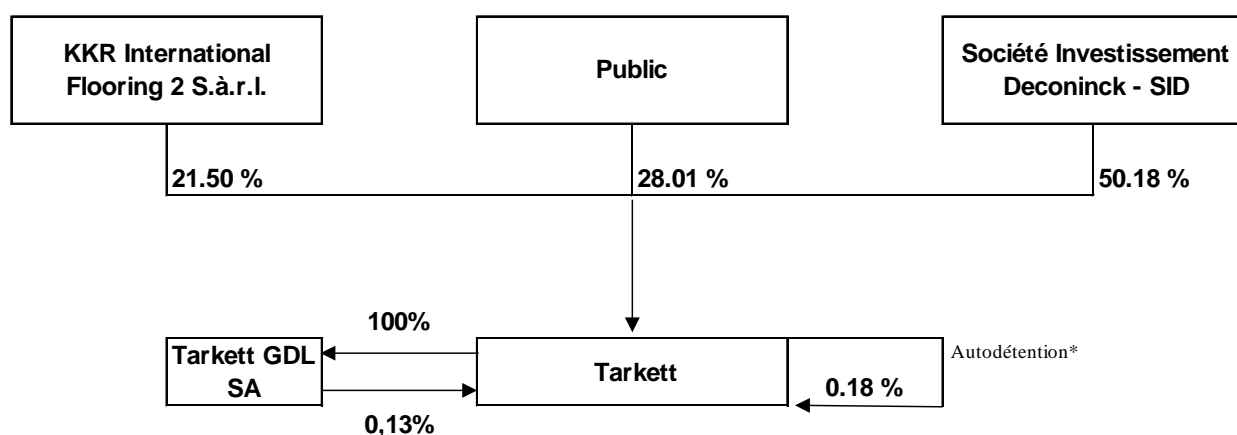 KKR International
Flooring 2 S.à.r.l.
Public
Société Investissement
Deconinck - SID
21.50 %
28.01 %
50.18 %
100%
Tarkett GDL
SA
Tarkett
Autodétention*
0.18 %
0,13%